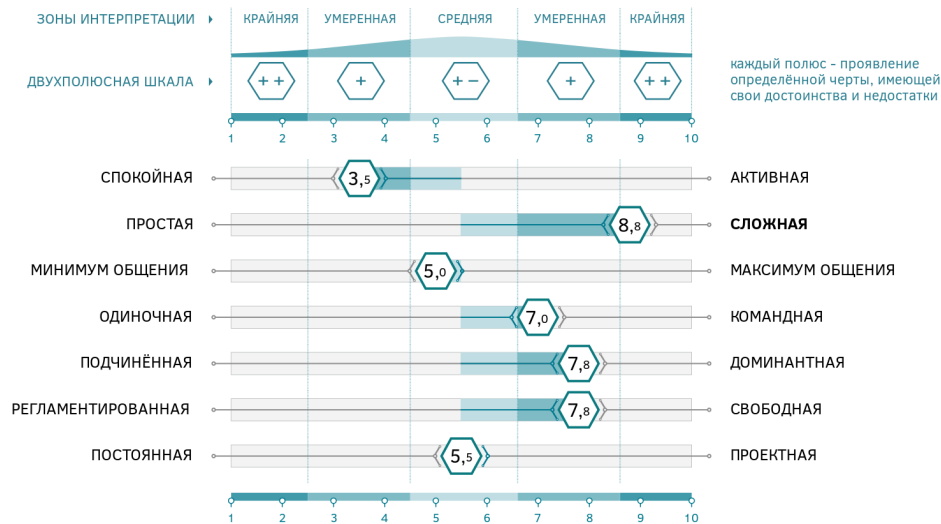 ЗОНЫ ИНТЕРПРЕТАЦИИ КРАЙНЯЯ УМЕРЕННАЯ СРЕДНЯЯ УМЕРЕННАЯ КРАЙНЯЯ
ДВУХПОЛЮСНАЯ ШКАЛА ++ + +− + ++
каждый полюс - проявление
определённой черты, имеющей
свои достоинства и недостатки
1 2 3 4 5 6 7 8 9 10
СПОКОЙНАЯ 3,5 АКТИВНАЯ
ПРОСТАЯ 8,8 СЛОЖНАЯ
МИНИМУМ ОБЩЕНИЯ 5,0 МАКСИМУМ ОБЩЕНИЯ
ОДИНОЧНАЯ 7,0 КОМАНДНАЯ
ПОДЧИНЁННАЯ 7,8 ДОМИНАНТНАЯ
РЕГЛАМЕНТИРОВАННАЯ 7,8 СВОБОДНАЯ
ПОСТОЯННАЯ 5,5 ПРОЕКТНАЯ
1 2 3 4 5 6 7 8 9 10